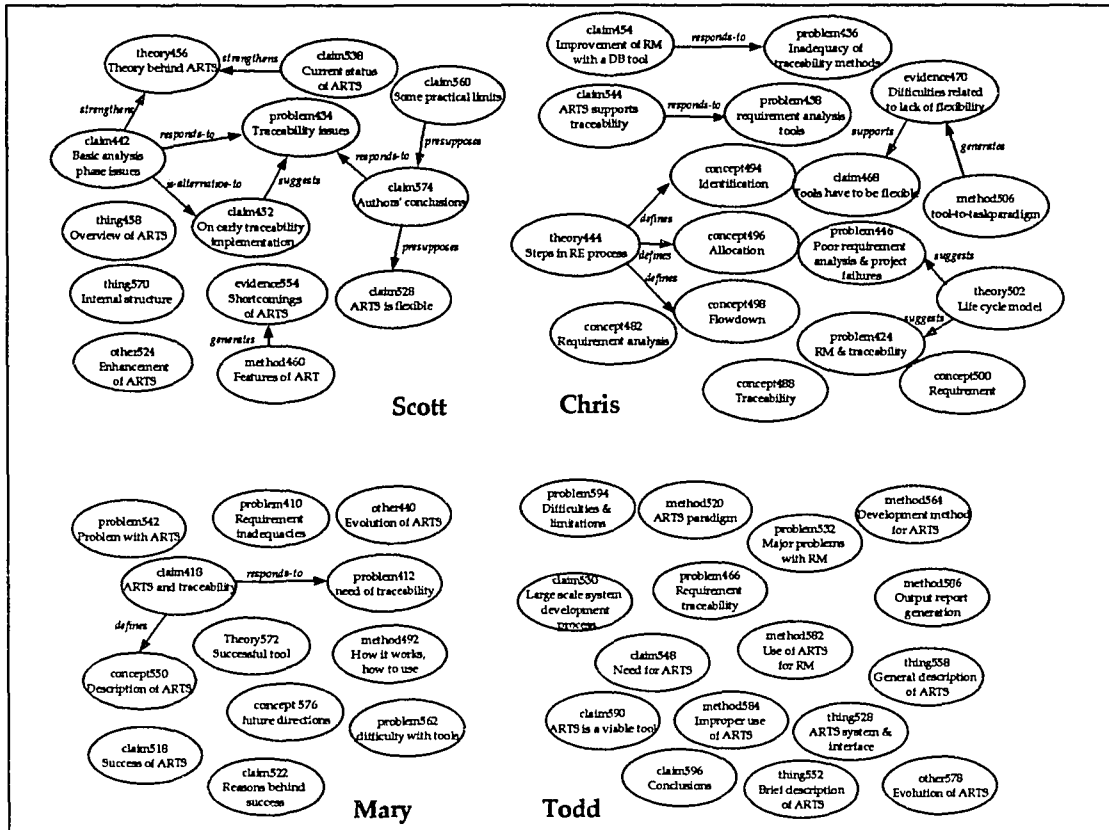 theory456
Theory behind ARTS
strengthens
claim538
Current status
of ARTS
claim560
Some practical limits
strengthens
problem434
Traceability issues
claim442
Basic analysis
phase issues
responds-to
responds-to
presupposes
is-alternative-to
suggests
claim452
On early traceability
implementation
claim574
Authors' conclusions
thing458
Overview of ARTS
presupposes
thing570
Internal structure
evidence554
Shortcomings
of ARTS
claim528
ARTS is flexible
generates
other524
Enhancement
of ARTS
method460
Features of ART
Scott
claim454
Improvement of RM
with a DB tool
responds-to
problem436
Inadequacy of
traceability methods
claim544
ARTS supports
traceability
responds-to
problem438
requirement analysis
tools
evidence470
Difficulties related
to lack of flexibility
supports
generates
concept494
Identification
claim468
Tools have to be flexible
method506
tool-to-task paradigm
defines
theory444
Steps in RE process
defines
concept496
Allocation
problem446
Poor requirement
analysis & project
failures
suggests
defines
theory502
Life cycle model
concept498
Flowdown
suggests
concept482
Requirement analysis
problem424
RM & traceability
concept488
Traceability
concept500
Requirement
Chris
problem542
Problem with ARTS
problem410
Requirement
inadequacies
other440
Evolution of ARTS
claim418
ARTS and traceability
responds-to
problem412
need of traceability
defines
Theory572
Successful tool
method492
How it works,
how to use
concept550
Description of ARTS
concept 576
future directions
problem562
difficulty with tools
claim518
Success of ARTS
claim522
Reasons behind
success
Mary
problem594
Difficulties &
limitations
method520
ARTS paradigm
problem532
Major problems
with RM
method564
Development method
for ARTS
claim530
Large scale system
development
process
problem466
Requirement
traceability
method586
Output report
generation
claim548
Need for ARTS
method582
Use of ARTS
for RM
thing558
General description
of ARTS
claim590
ARTS is a viable tool
method584
Improper use
of ARTS
thing528
ARTS system &
interface
claim596
Conclusions
thing552
Brief description
of ARTS
other578
Evolution of ARTS
Todd